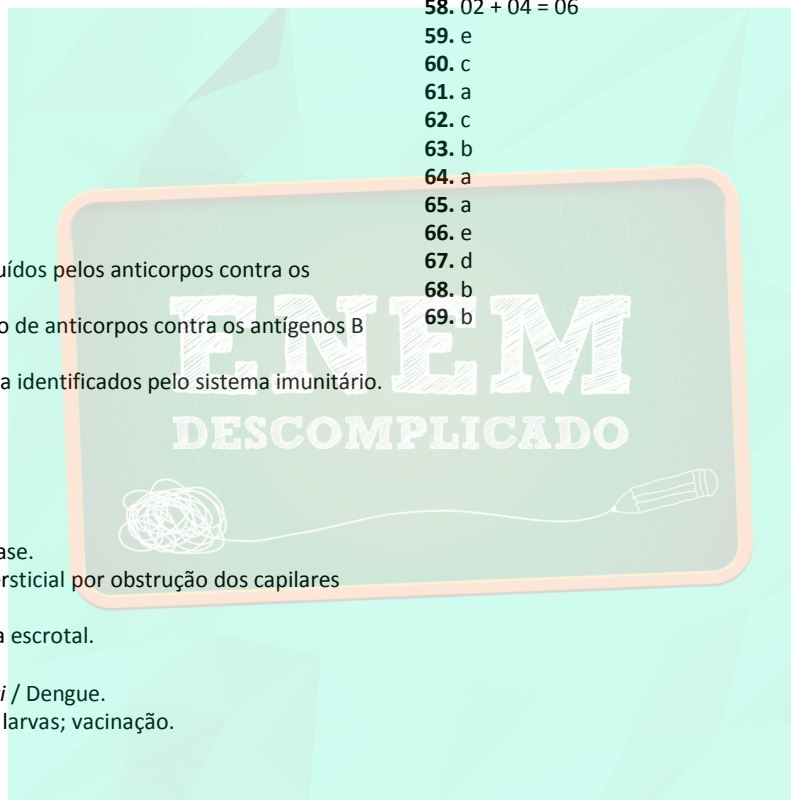 uídos pelos anticorpos contra os
o de anticorpos contra os antígenos B
a identificados pelo sistema imunitário.
ase.
ersticial por obstrução dos capilares
a escrotal.
i / Dengue.
larvas; vacinação.
58. 02 + 04 = 06
59. e
60. c
61. a
62. c
63. b
64. a
65. a
66. e
67. d
68. b
69. b
ENEM
DESCOMPLICADO